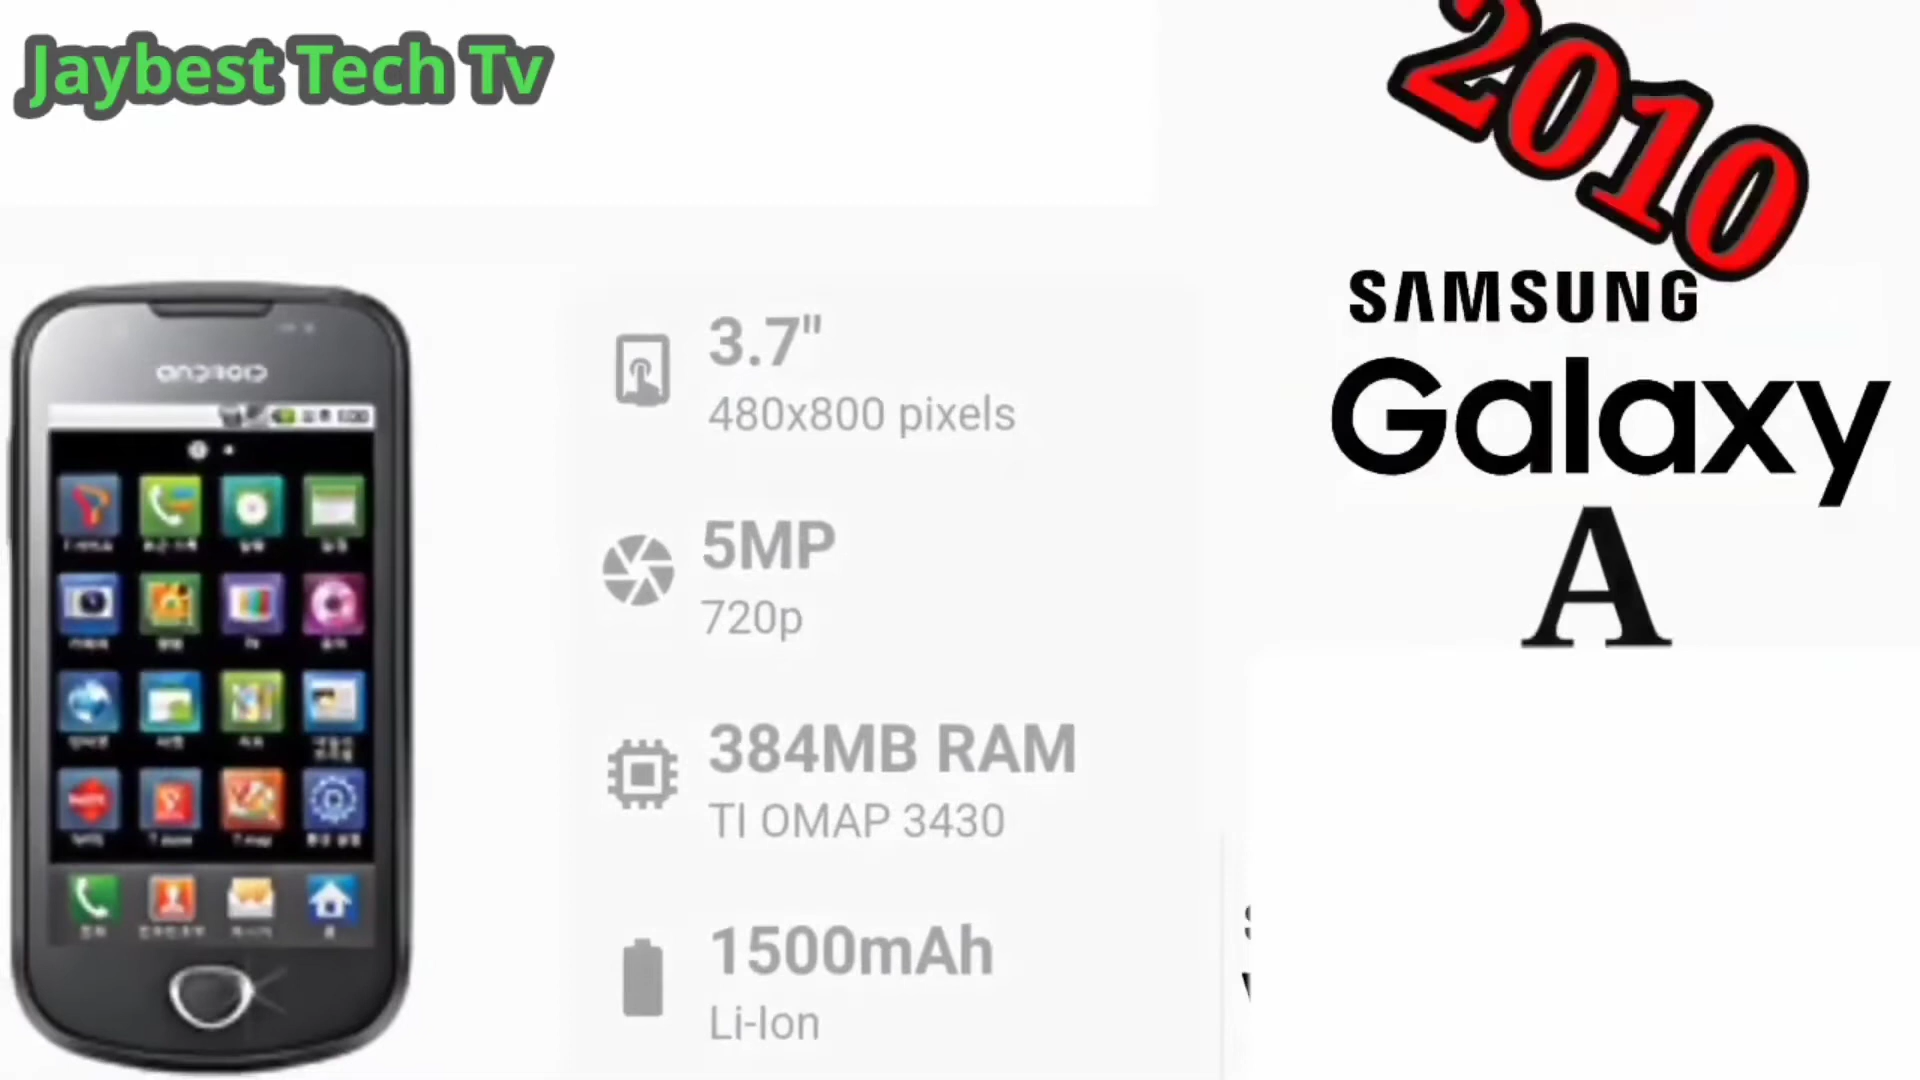 Jaybest Tech Tv
2010
SAMSUNG
Galaxy
A
ANDROID
3.7"
480x800 pixels
5MP
720p
384MB RAM
TI OMAP 3430
1500mAh
Li-Ion